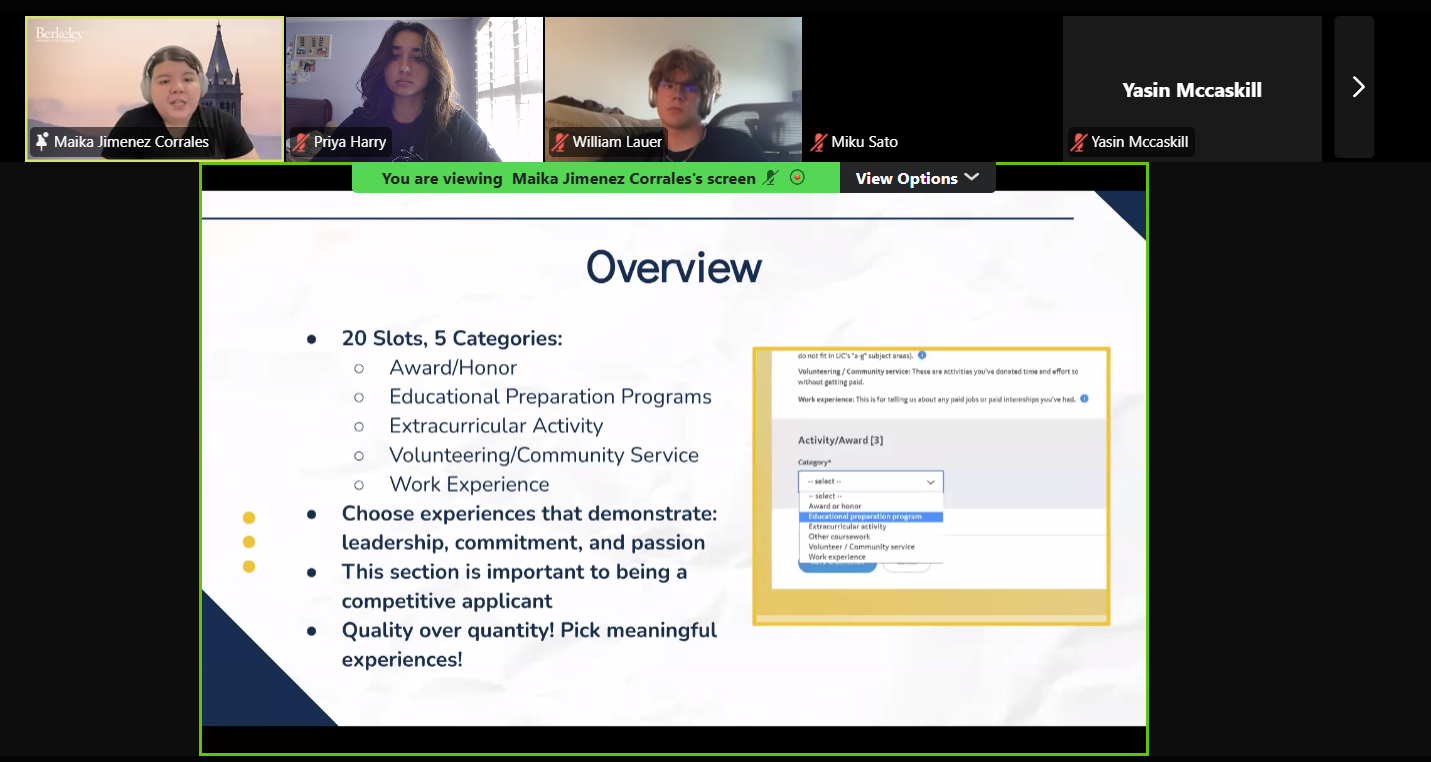 Berkeley
Maika Jimenez Corrales
Priya Harry
William Lauer
Miku Sato
Yasin Mccaskill
Yasin Mccaskill
You are viewing Maika Jimenez Corrales's screen
View Options
Overview
20 Slots, 5 Categories:
Award/Honor
Educational Preparation Programs
Extracurricular Activity
Volunteering/Community Service
Work Experience
Choose experiences that demonstrate:
leadership, commitment, and passion
This section is important to being a
competitive applicant
Quality over quantity! Pick meaningful
experiences!
do not fit in UC's "a-g" subject areas).
Volunteering / Community service: These are activities you've donated time and effort to
without getting paid.
Work experience: This is for telling us about any paid jobs or paid internships you've had.
Activity/Award [3]
Category*
-- select --
-- select --
Award or honor
Educational preparation program
Extracurricular activity
Other coursework
Volunteer / Community service
Work experience